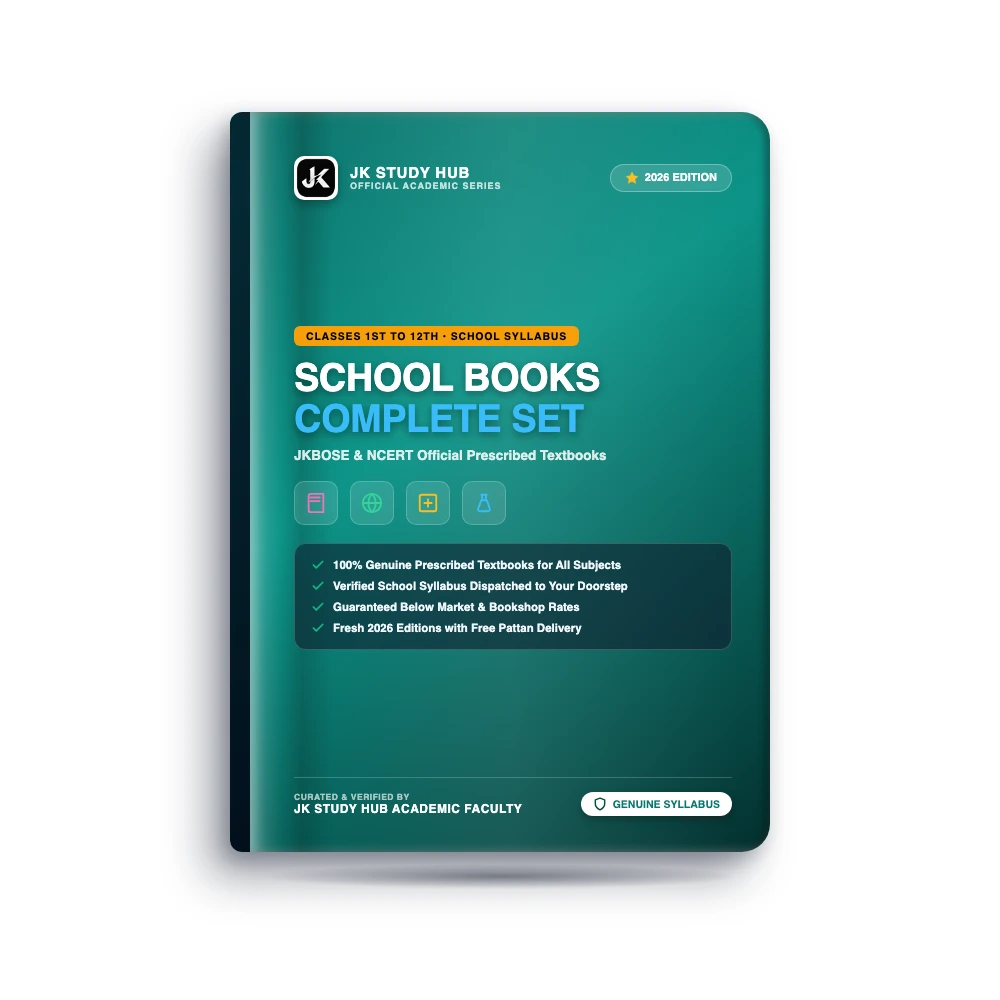 JK
JK STUDY HUB
OFFICIAL ACADEMIC SERIES
2026 EDITION
CLASSES 1ST TO 12TH • SCHOOL SYLLABUS
SCHOOL BOOKS
COMPLETE SET
JKBOSE & NCERT Official Prescribed Textbooks
100% Genuine Prescribed Textbooks for All Subjects
Verified School Syllabus Dispatched to Your Doorstep
Guaranteed Below Market & Bookshop Rates
Fresh 2026 Editions with Free Pattan Delivery
CURATED & VERIFIED BY
JK STUDY HUB ACADEMIC FACULTY
GENUINE SYLLABUS